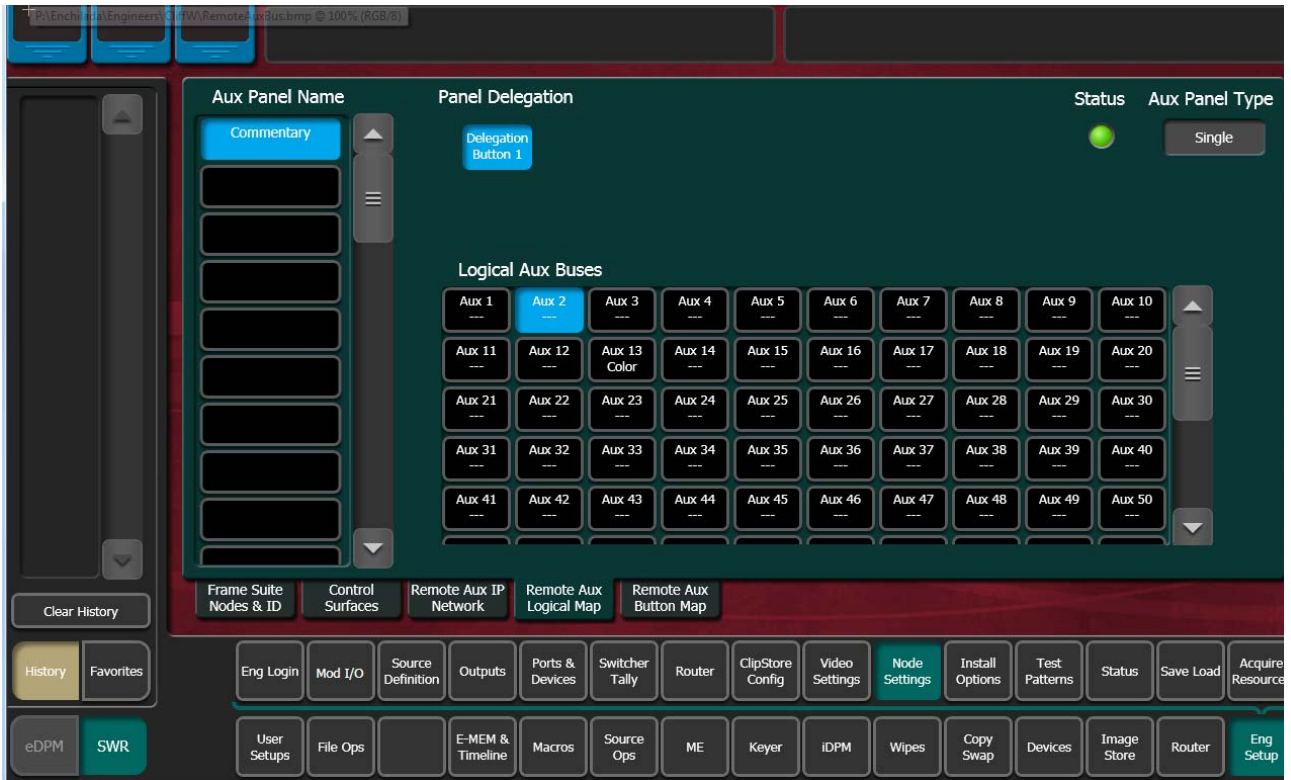 P:\Enchilada\Engineers\CliffW\RemoteAuxBus.bmp @ 100% (RGB/8)
Aux Panel Name
Panel Delegation
Status
Aux Panel Type
Commentary
Delegation
Button 1
Single
Logical Aux Buses
Aux 1
---
Aux 2
---
Aux 3
---
Aux 4
---
Aux 5
---
Aux 6
---
Aux 7
---
Aux 8
---
Aux 9
---
Aux 10
---
Aux 11
---
Aux 12
---
Aux 13
Color
Aux 14
---
Aux 15
---
Aux 16
---
Aux 17
---
Aux 18
---
Aux 19
---
Aux 20
---
Aux 21
---
Aux 22
---
Aux 23
---
Aux 24
---
Aux 25
---
Aux 26
---
Aux 27
---
Aux 28
---
Aux 29
---
Aux 30
---
Aux 31
---
Aux 32
---
Aux 33
---
Aux 34
---
Aux 35
---
Aux 36
---
Aux 37
---
Aux 38
---
Aux 39
---
Aux 40
---
Aux 41
---
Aux 42
---
Aux 43
---
Aux 44
---
Aux 45
---
Aux 46
---
Aux 47
---
Aux 48
---
Aux 49
---
Aux 50
---
Frame Suite
Nodes & ID
Control
Surfaces
Remote Aux IP
Network
Remote Aux
Logical Map
Remote Aux
Button Map
Clear History
History
Favorites
Eng Login
Mod I/O
Source
Definition
Outputs
Ports &
Devices
Switcher
Tally
Router
ClipStore
Config
Video
Settings
Node
Settings
Install
Options
Test
Patterns
Status
Save Load
Acquire
Resource
eDPM
SWR
User
Setups
File Ops
E-MEM &
Timeline
Macros
Source
Ops
ME
Keyer
iDPM
Wipes
Copy
Swap
Devices
Image
Store
Router
Eng
Setup